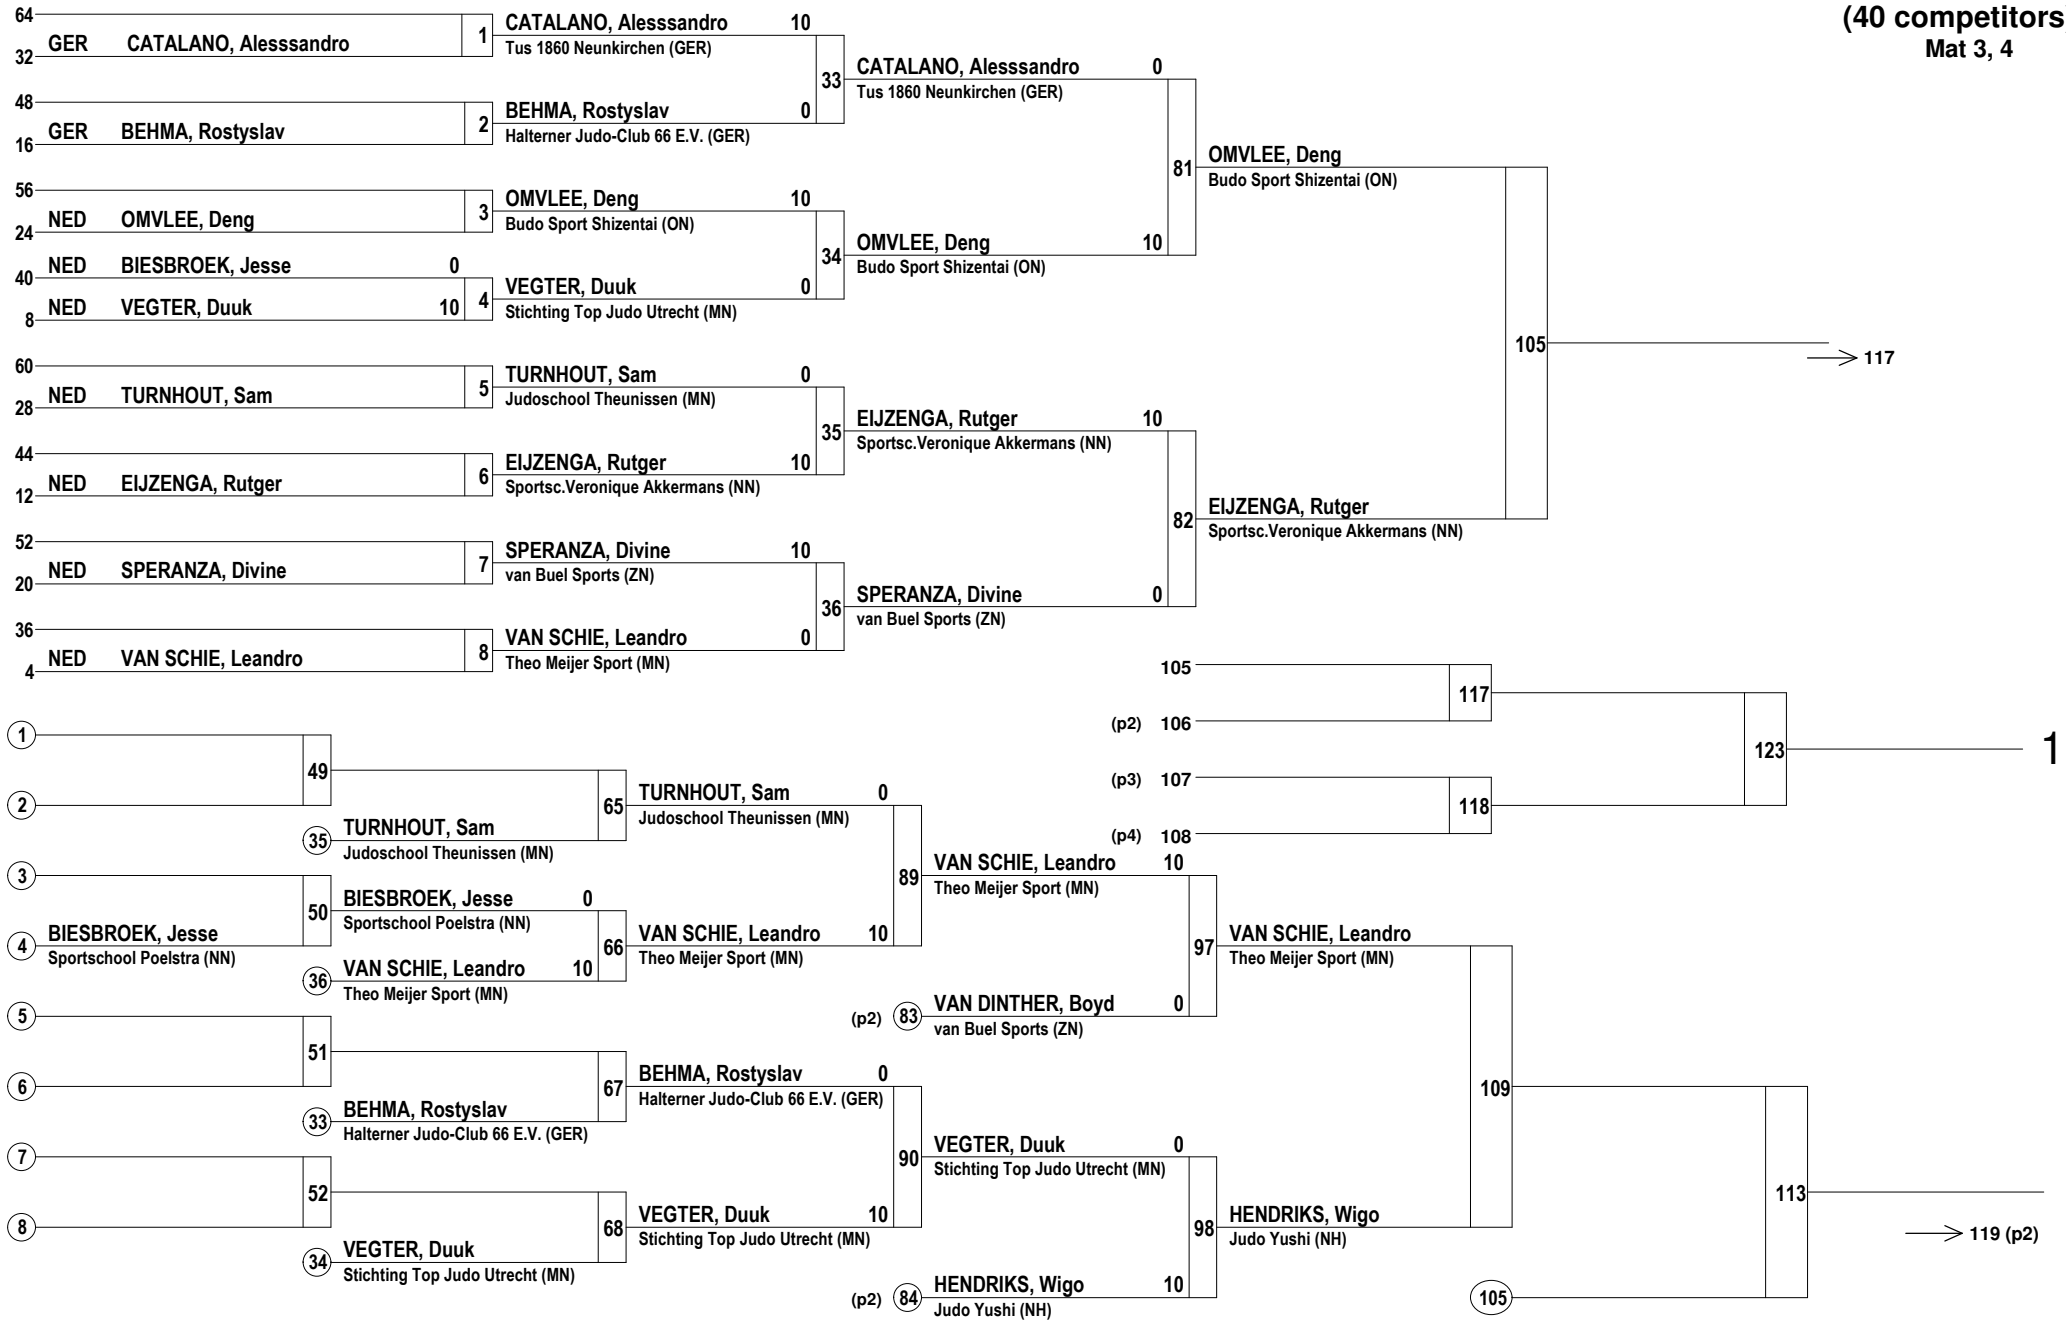 (40 competitors)
Mat 3, 4
64
GER CATALANO, Alesssandro
32
1
CATALANO, Alesssandro 10
Tus 1860 Neunkirchen (GER)
33
CATALANO, Alesssandro 0
Tus 1860 Neunkirchen (GER)
48
GER BEHMA, Rostyslav
16
2
BEHMA, Rostyslav 0
Halterner Judo-Club 66 E.V. (GER)
81
OMVLEE, Deng
Budo Sport Shizentai (ON)
56
NED OMVLEE, Deng
24
3
OMVLEE, Deng 10
Budo Sport Shizentai (ON)
34
OMVLEE, Deng 10
Budo Sport Shizentai (ON)
NED BIESBROEK, Jesse 0
40
NED VEGTER, Duuk 10
8
4
VEGTER, Duuk 0
Stichting Top Judo Utrecht (MN)
105
117
60
NED TURNHOUT, Sam
28
5
TURNHOUT, Sam 0
Judoschool Theunissen (MN)
35
EIJZENGA, Rutger 10
Sportsc.Veronique Akkermans (NN)
44
NED EIJZENGA, Rutger
12
6
EIJZENGA, Rutger 10
Sportsc.Veronique Akkermans (NN)
82
EIJZENGA, Rutger
Sportsc.Veronique Akkermans (NN)
52
NED SPERANZA, Divine
20
7
SPERANZA, Divine 10
van Buel Sports (ZN)
36
SPERANZA, Divine 0
van Buel Sports (ZN)
36
NED VAN SCHIE, Leandro
4
8
VAN SCHIE, Leandro 0
Theo Meijer Sport (MN)
105
117
(p2) 106
123
1
(p3) 107
118
(p4) 108
1
49
2
65
TURNHOUT, Sam 0
Judoschool Theunissen (MN)
35
TURNHOUT, Sam
Judoschool Theunissen (MN)
89
VAN SCHIE, Leandro 10
Theo Meijer Sport (MN)
3
50
BIESBROEK, Jesse 0
Sportschool Poelstra (NN)
4
BIESBROEK, Jesse
Sportschool Poelstra (NN)
66
VAN SCHIE, Leandro 10
Theo Meijer Sport (MN)
36
VAN SCHIE, Leandro 10
Theo Meijer Sport (MN)
97
VAN SCHIE, Leandro
Theo Meijer Sport (MN)
(p2) 83
VAN DINTHER, Boyd 0
van Buel Sports (ZN)
5
51
6
67
BEHMA, Rostyslav 0
Halterner Judo-Club 66 E.V. (GER)
33
BEHMA, Rostyslav
Halterner Judo-Club 66 E.V. (GER)
109
90
VEGTER, Duuk 0
Stichting Top Judo Utrecht (MN)
7
52
8
68
VEGTER, Duuk 10
Stichting Top Judo Utrecht (MN)
34
VEGTER, Duuk
Stichting Top Judo Utrecht (MN)
98
HENDRIKS, Wigo
Judo Yushi (NH)
113
119 (p2)
(p2) 84
HENDRIKS, Wigo 10
Judo Yushi (NH)
105